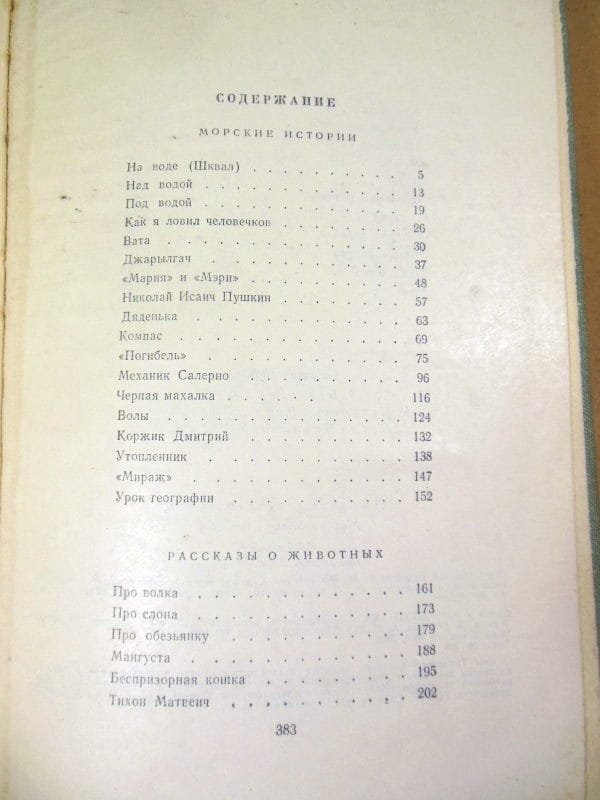 СОДЕРЖАНИЕ
МОРСКИЕ ИСТОРИИ
На воде (Шквал) . . . . . . . . . . 5
Над водой . . . . . . . . . . . . 13
Под водой . . . . . . . . . . . . 19
Как я ловил человечков . . . . . . . . 26
Вата . . . . . . . . . . . . . . 30
Джарылгач . . . . . . . . . . . . 37
«Мария» и «Мэри» . . . . . . . . . . 48
Николай Исаич Пушкин . . . . . . . . 57
Дяденька . . . . . . . . . . . . 63
Компас . . . . . . . . . . . . . 69
«Погибель» . . . . . . . . . . . . 75
Механик Салерно . . . . . . . . . . 96
Черная махалка . . . . . . 116
Волы . . . . . . . . . . . . . . 124
Коржик Дмитрий . . . . . . . . . . 132
Утопленник . . . . . . . . . . . . 138
«Мираж» . . . . . . . . . . . . . 147
Урок географии . . . . . . . . . . 152
РАССКАЗЫ О ЖИВОТНЫХ
Про волка . . . . . . . . . . . . 161
Про слона . . . . . . . . . . . . 173
Про обезьянку . . . . . . . . . . . 179
Мангуста . . . . . . . . . . . . . 188
Беспризорная кошка . . . . . . . . . 195
Тихон Матвеич . . . . . . . . . . . 202
383